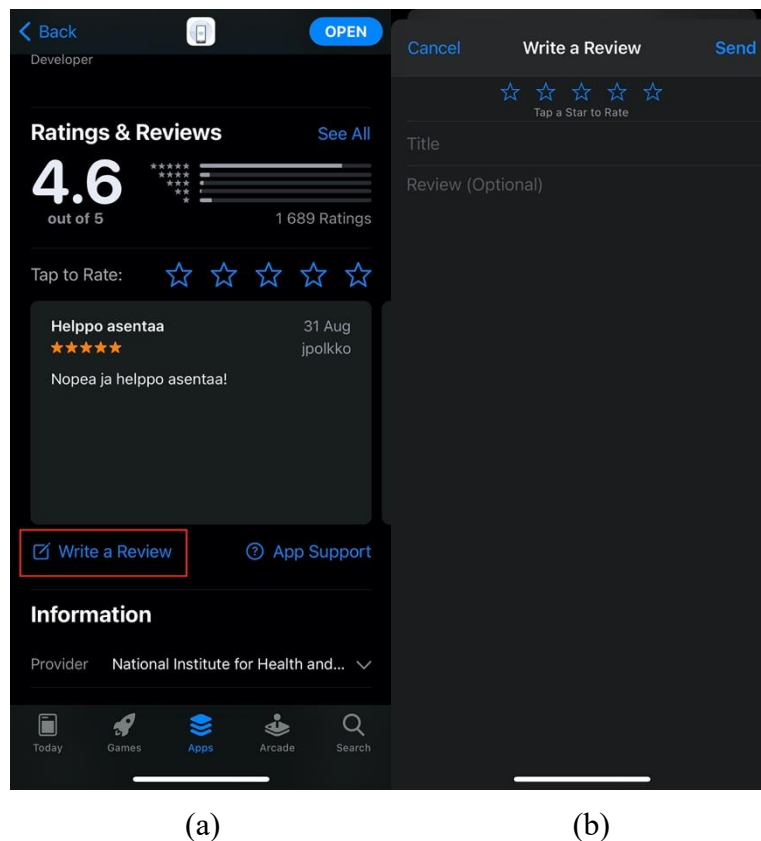 Back
OPEN
Developer
Ratings & Reviews
See All
4.6
out of 5
1 689 Ratings
Tap to Rate:
Helppo asentaa
31 Aug
jpolkko
Nopea ja helppo asentaa!
Write a Review
App Support
Information
Provider National Institute for Health and...
Today Games Apps Arcade Search
(a)
Cancel Write a Review Send
Tap a Star to Rate
Title
Review (Optional)
(b)